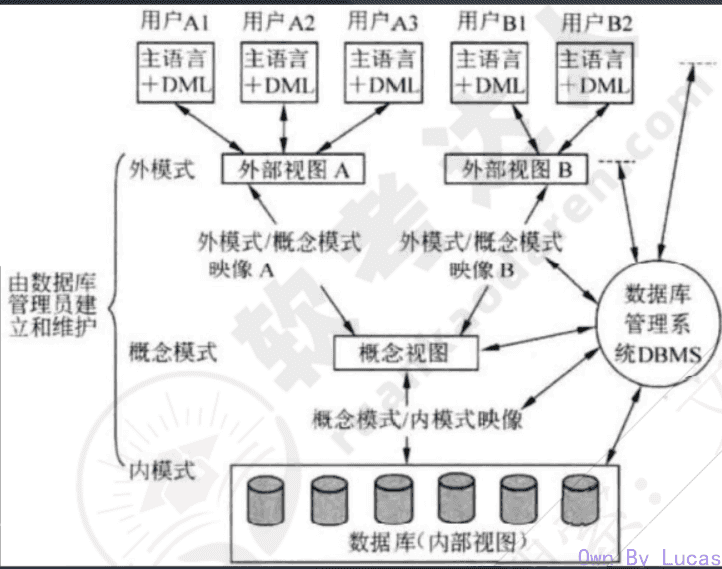 用户A1 用户A2 用户A3 用户B1 用户B2
主语言 主语言 主语言 主语言 主语言
+DML +DML +DML +DML +DML
外模式 外部视图 A 外部视图 B
外模式/概念模式 外模式/概念模式
映像 A 映像 B
由数据库
管理员建
立和维护
数据库
管理系
统DBMS
概念模式 概念视图
概念模式/内模式映像
内模式
数据库(内部视图)
软考达人
ruankaodaren.com
Own By Lucas